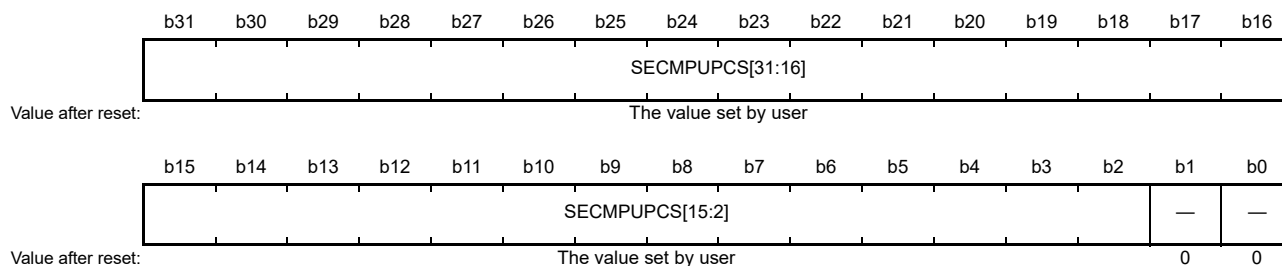 b31 b30 b29 b28 b27 b26 b25 b24 b23 b22 b21 b20 b19 b18 b17 b16
SECMPUPCS[31:16]
Value after reset: The value set by user
b15 b14 b13 b12 b11 b10 b9 b8 b7 b6 b5 b4 b3 b2 b1 b0
SECMPUPCS[15:2] — —
Value after reset: The value set by user 0 0